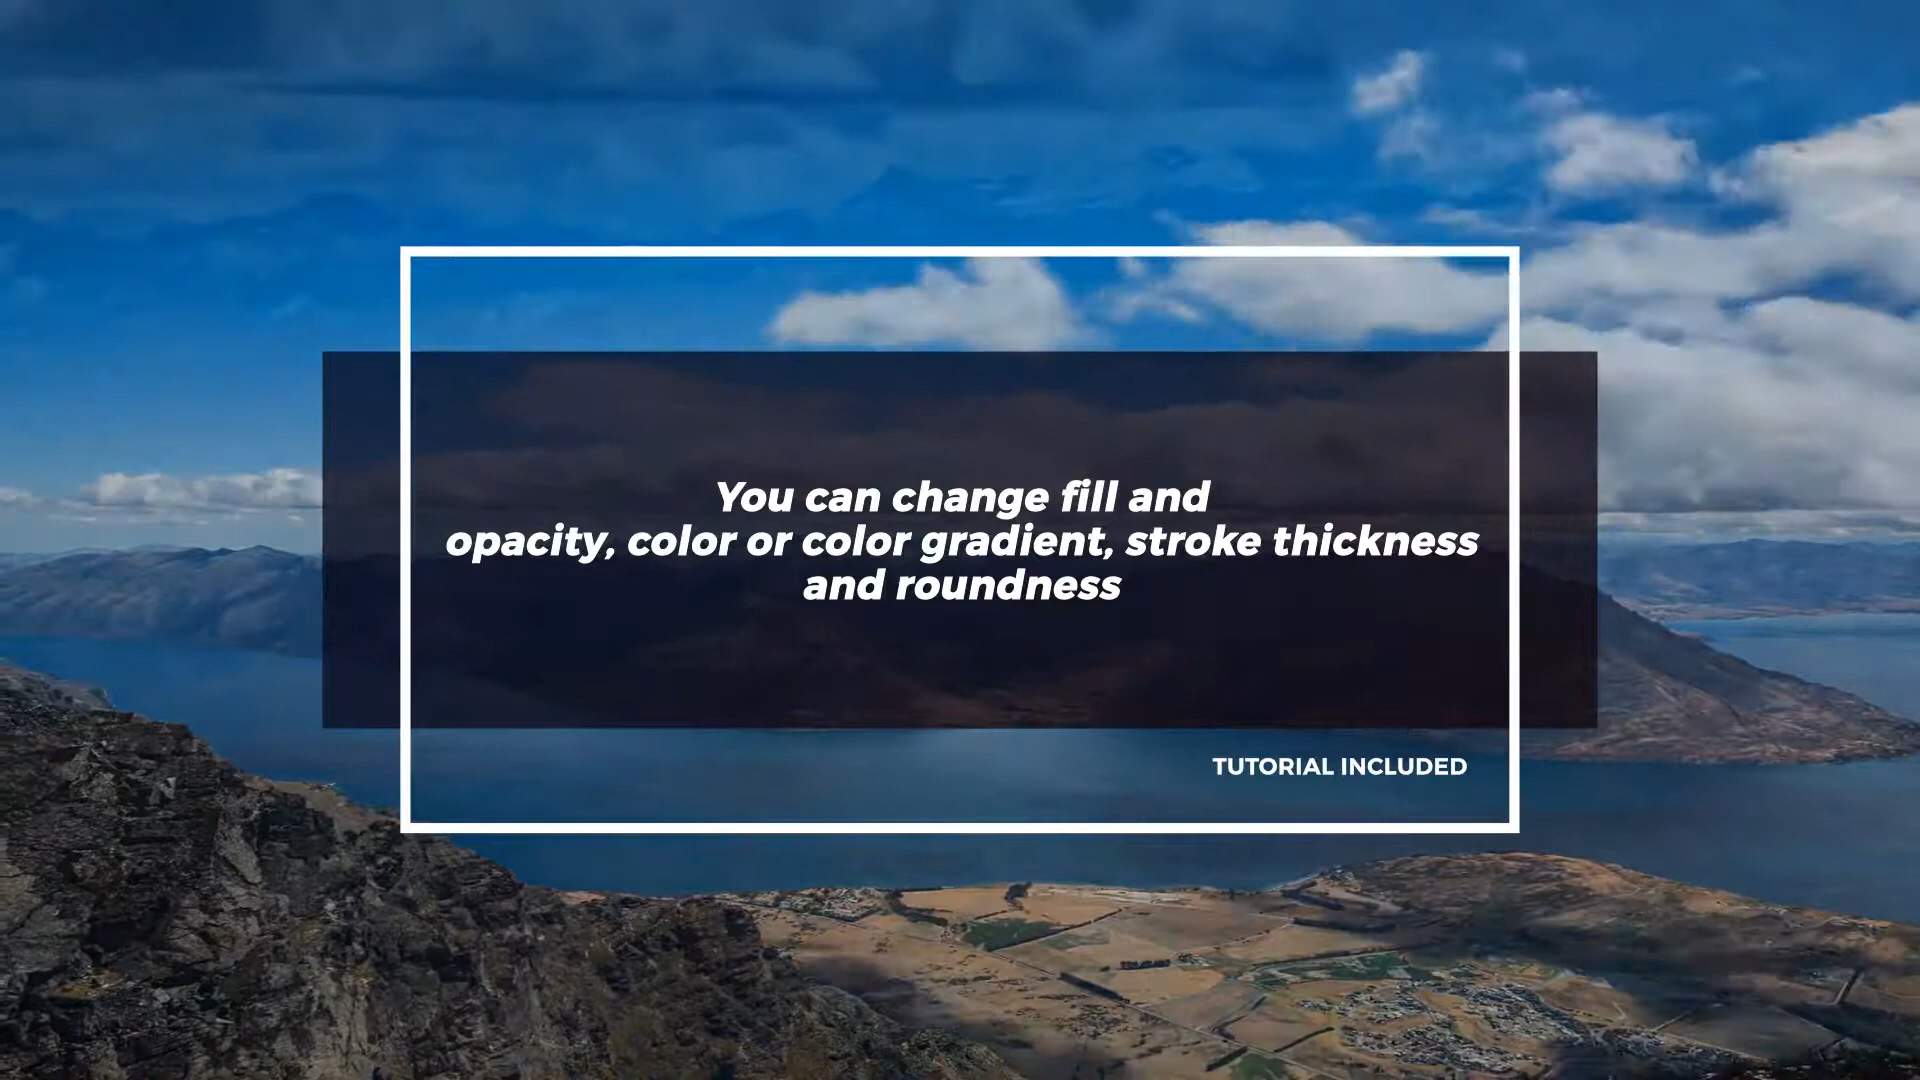 You can change fill and
opacity, color or color gradient, stroke thickness
and roundness
TUTORIAL INCLUDED